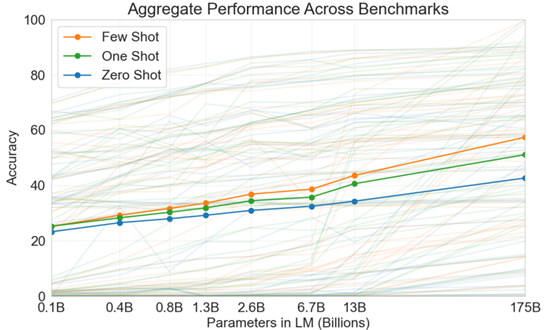 Aggregate Performance Across Benchmarks
100
80
60
40
20
0
Accuracy
Few Shot
One Shot
Zero Shot
0.1B 0.4B 0.8B 1.3B 2.6B 6.7B 13B 175B
Parameters in LM (Billions)